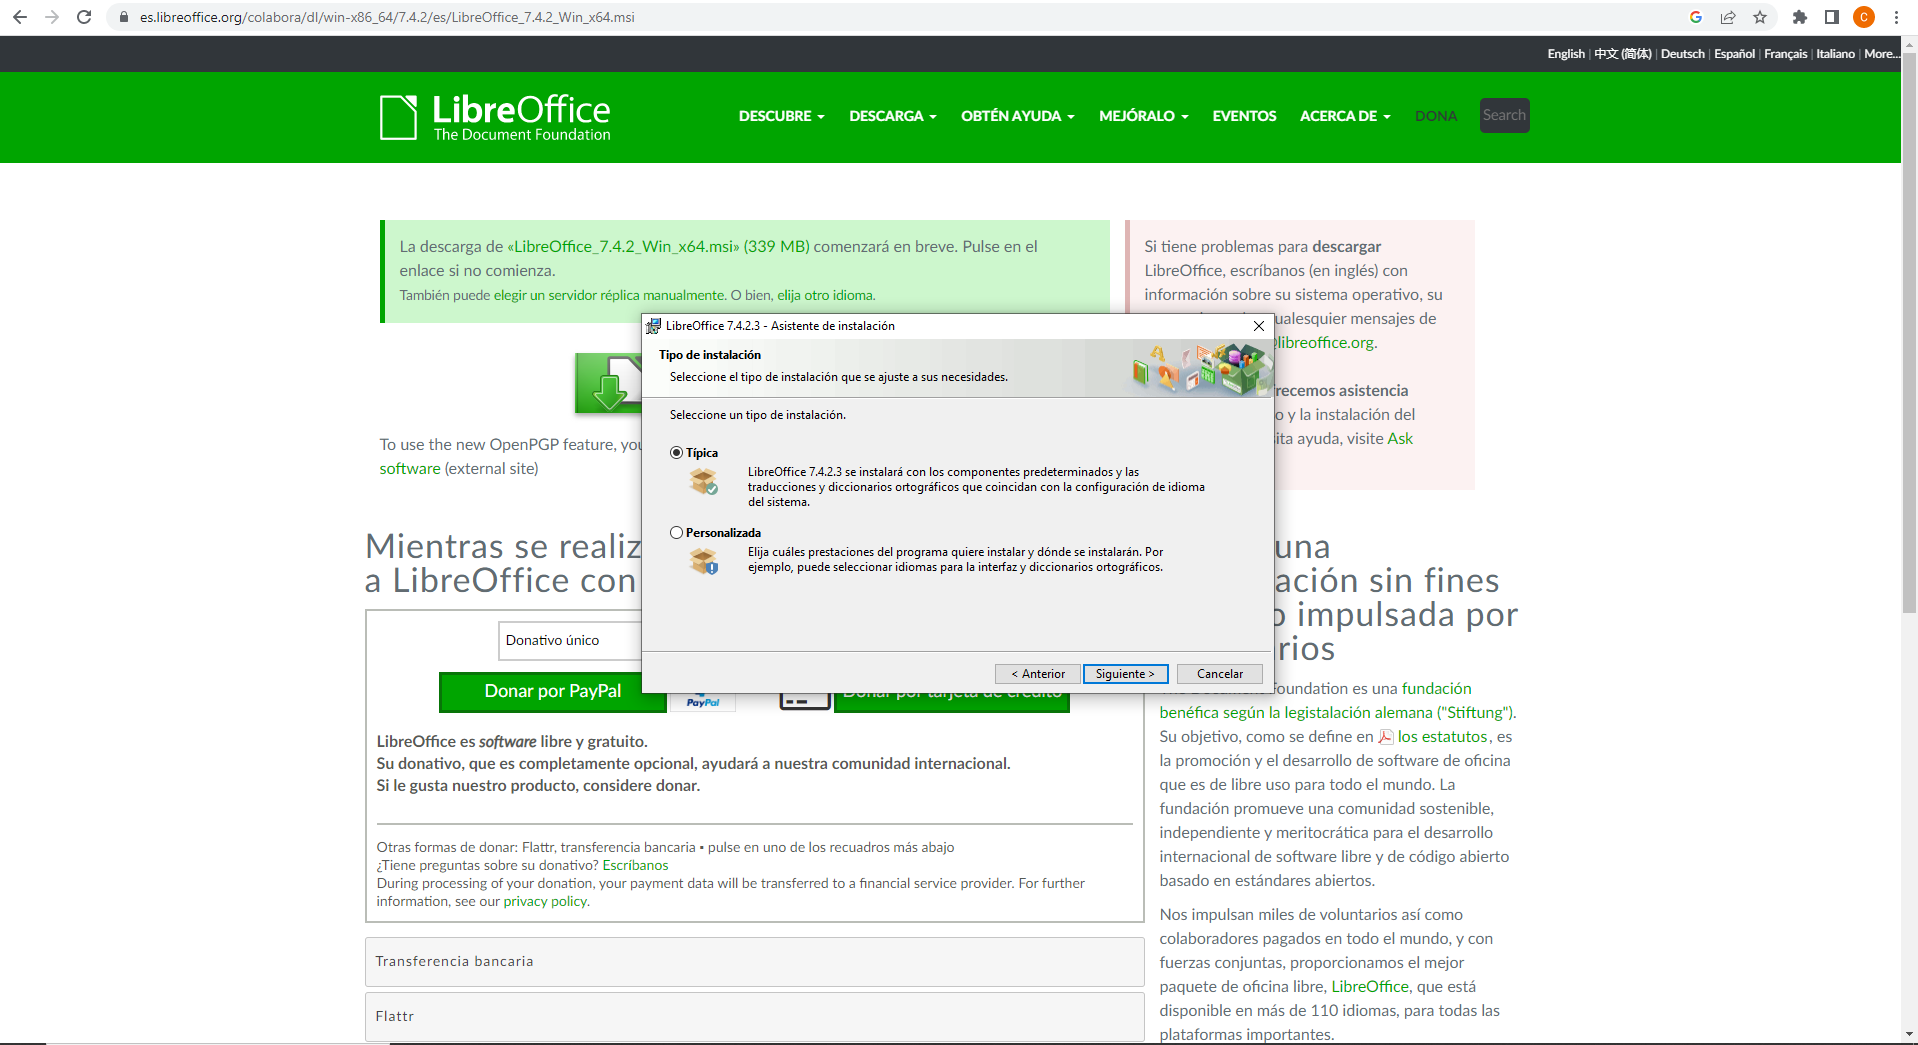 es.libreoffice.org/colabora/dl/win-x86_64/7.4.2/es/LibreOffice_7.4.2_Win_x64.msi
C
English | 中文 (简体) | Deutsch | Español | Français | Italiano | More...
LibreOffice
The Document Foundation
DESCUBRE DESCARGA OBTÉN AYUDA MEJÓRALO EVENTOS ACERCA DE DONA Search
La descarga de «LibreOffice_7.4.2_Win_x64.msi» (339 MB) comenzará en breve. Pulse en el
enlace si no comienza.
También puede elegir un servidor réplica manualmente. O bien, elija otro idioma.
Si tiene problemas para descargar
LibreOffice, escríbanos (en inglés) con
información sobre su sistema operativo, su
ualesquier mensajes de
@libreoffice.org.
frecemos asistencia
o y la instalación del
sita ayuda, visite Ask
To use the new OpenPGP feature, you
software (external site)
LibreOffice 7.4.2.3 - Asistente de instalación
Tipo de instalación
Seleccione el tipo de instalación que se ajuste a sus necesidades.
Seleccione un tipo de instalación.
Típica
LibreOffice 7.4.2.3 se instalará con los componentes predeterminados y las
traducciones y diccionarios ortográficos que coincidan con la configuración de idioma
del sistema.
Personalizada
Elija cuáles prestaciones del programa quiere instalar y dónde se instalarán. Por
ejemplo, puede seleccionar idiomas para la interfaz y diccionarios ortográficos.
< Anterior Siguiente > Cancelar
Mientras se realiz
a LibreOffice con
Donativo único
Donar por PayPal
PayPal
Donar por tarjeta de crédito
LibreOffice es software libre y gratuito.
Su donativo, que es completamente opcional, ayudará a nuestra comunidad internacional.
Si le gusta nuestro producto, considere donar.
Otras formas de donar: Flattr, transferencia bancaria • pulse en uno de los recuadros más abajo
¿Tiene preguntas sobre su donativo? Escríbanos
During processing of your donation, your payment data will be transferred to a financial service provider. For further
information, see our privacy policy.
Transferencia bancaria
Flattr
una
ación sin fines
o impulsada por
rios
The Document Foundation es una fundación
benéfica según la legistalación alemana ("Stiftung").
Su objetivo, como se define en los estatutos, es
la promoción y el desarrollo de software de oficina
que es de libre uso para todo el mundo. La
fundación promueve una comunidad sostenible,
independiente y meritocrática para el desarrollo
internacional de software libre y de código abierto
basado en estándares abiertos.
Nos impulsan miles de voluntarios así como
colaboradores pagados en todo el mundo, y con
fuerzas conjuntas, proporcionamos el mejor
paquete de oficina libre, LibreOffice, que está
disponible en más de 110 idiomas, para todas las
plataformas importantes.